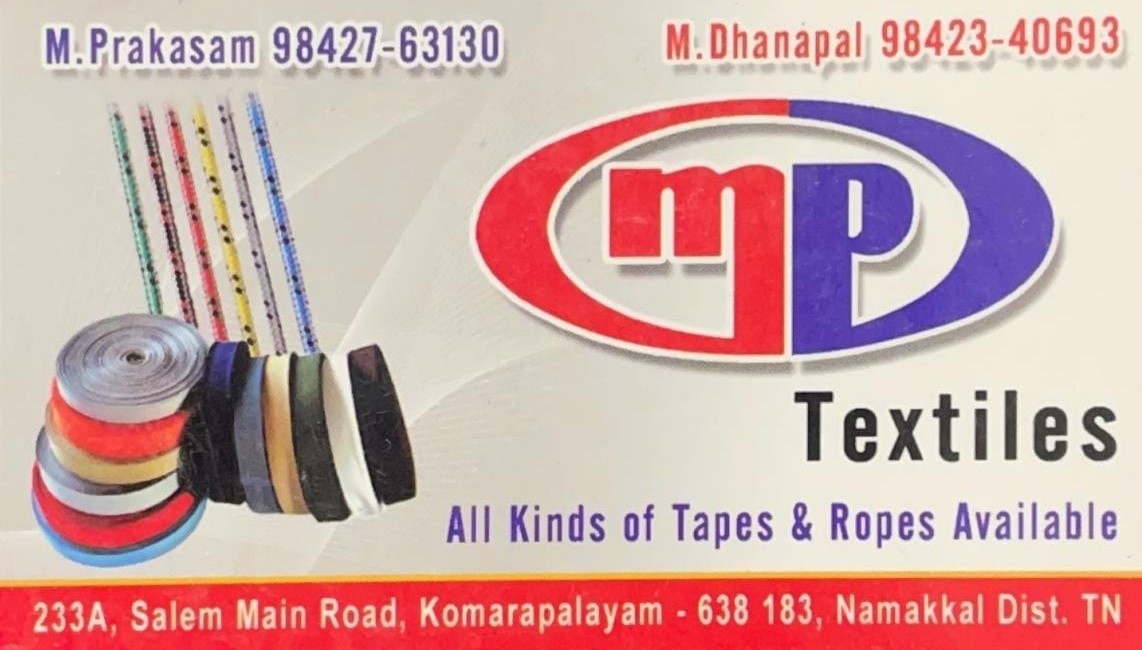 M.Prakasam 98427-63130
M.Dhanapal 98423-40693
mp
Textiles
All Kinds of Tapes & Ropes Available
233A, Salem Main Road, Komarapalayam - 638 183, Namakkal Dist. TN